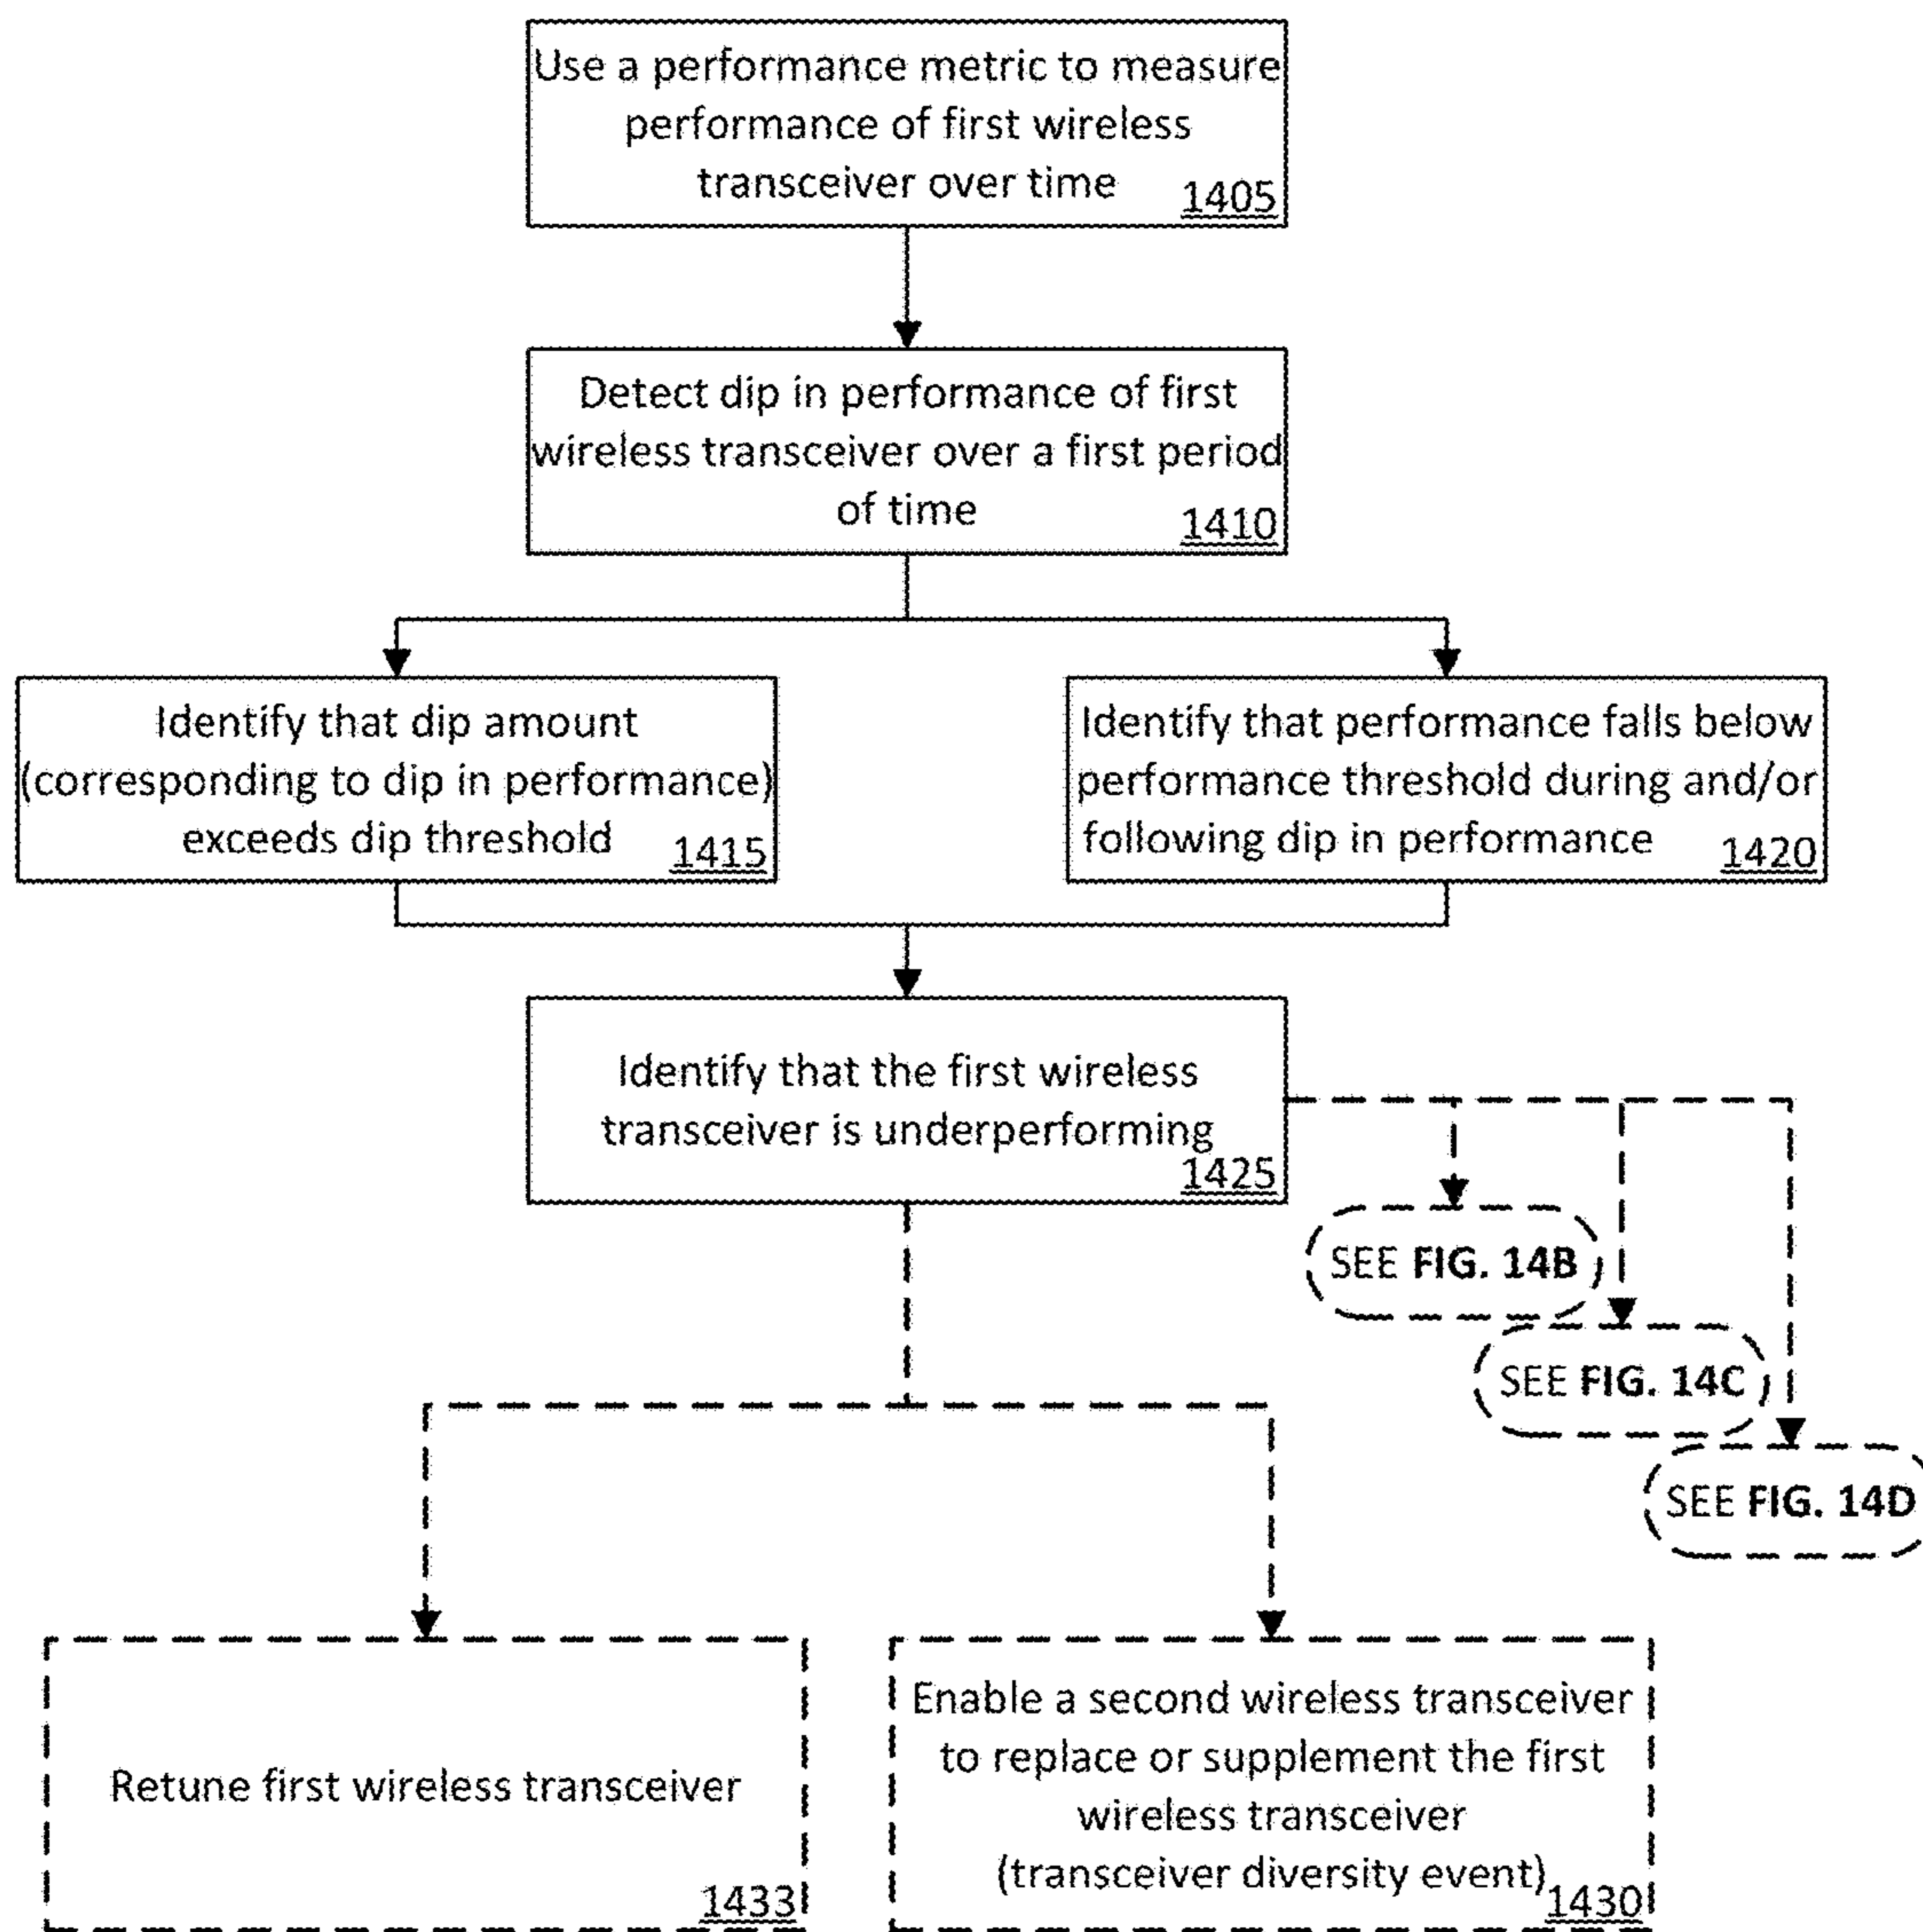 Use a performance metric to measure
performance of first wireless
transceiver over time
1405
Detect dip in performance of first
wireless transceiver over a first period
of time
1410
Identify that dip amount
(corresponding to dip in performance)
exceeds dip threshold
1415
Identify that performance falls below
performance threshold during and/or
following dip in performance
1420
Identify that the first wireless
transceiver is underperforming
1425
SEE FIG. 14B
SEE FIG. 14C
SEE FIG. 14D
Retune first wireless transceiver
1433
Enable a second wireless transceiver
to replace or supplement the first
wireless transceiver
(transceiver diversity event)
1430